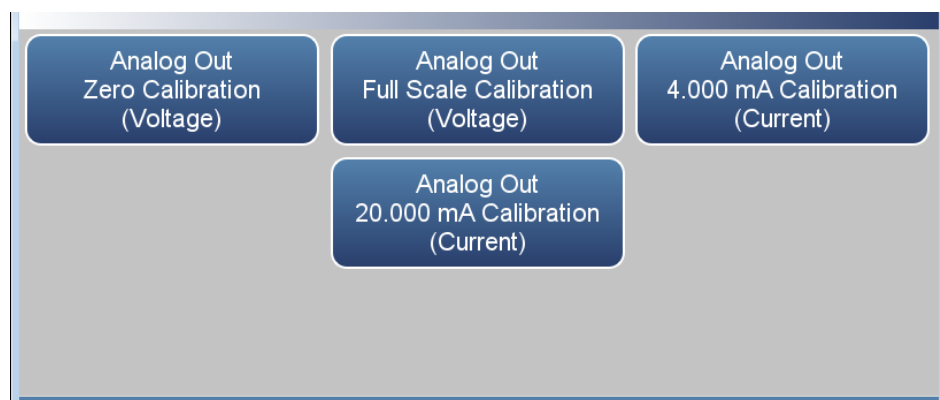 Analog Out
Zero Calibration
(Voltage)
Analog Out
Full Scale Calibration
(Voltage)
Analog Out
4.000 mA Calibration
(Current)
Analog Out
20.000 mA Calibration
(Current)